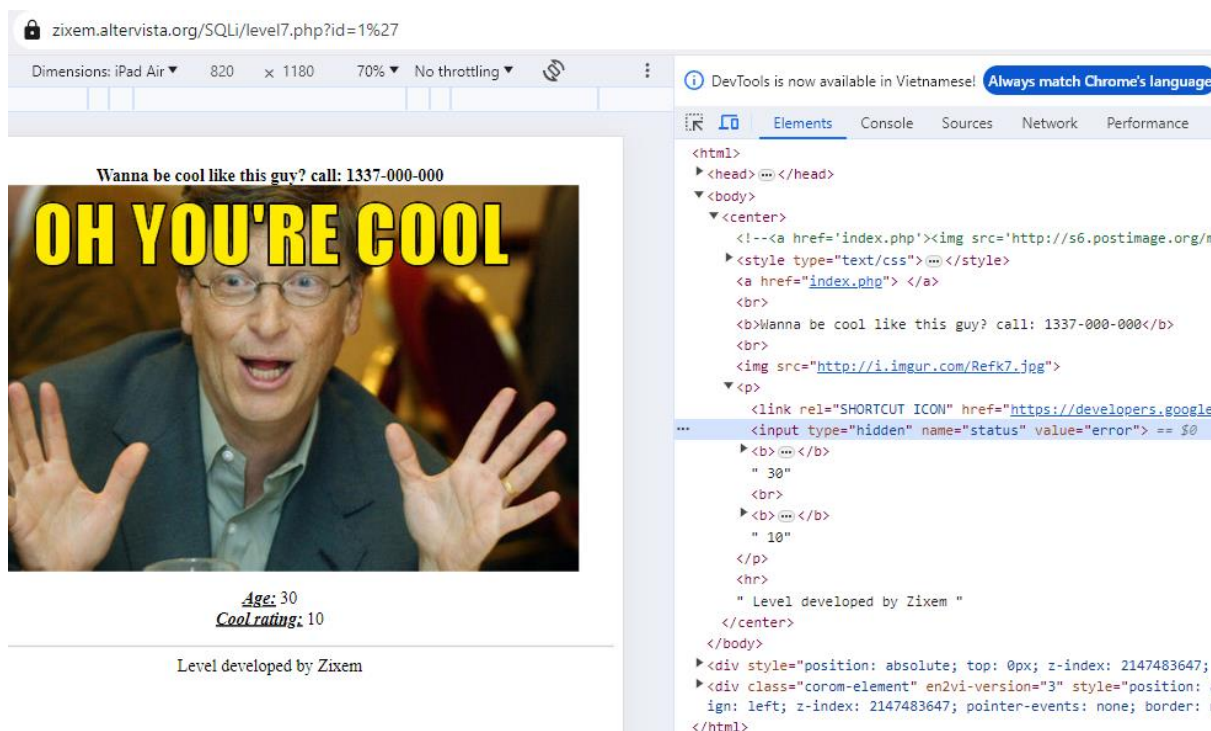 zixem.altervista.org/SQLi/level7.php?id=1%27
Dimensions: iPad Air ▼ 820 × 1180 70% ▼ No throttling ▼
DevTools is now available in Vietnamese! Always match Chrome's language
Elements Console Sources Network Performance
Wanna be cool like this guy? call: 1337-000-000
OH YOU'RE COOL
Age: 30
Cool rating: 10
Level developed by Zixem
<html>
▶<head> ⋯ </head>
▼<body>
▼<center>
<!--<a href='index.php'><img src='http://s6.postimage.org/
▶<style type="text/css"> ⋯ </style>
<a href="index.php"> </a>
<br>
<b>Wanna be cool like this guy? call: 1337-000-000</b>
<br>
<img src="http://i.imgur.com/Refk7.jpg">
▼<p>
<link rel="SHORTCUT ICON" href="https://developers.google
⋯ <input type="hidden" name="status" value="error"> == $0
▶<b> ⋯ </b>
" 30"
<br>
▶<b> ⋯ </b>
" 10"
</p>
<hr>
" Level developed by Zixem "
</center>
</body>
▶<div style="position: absolute; top: 0px; z-index: 2147483647;
▶<div class="corom-element" en2vi-version="3" style="position:
ign: left; z-index: 2147483647; pointer-events: none; border:
</html>